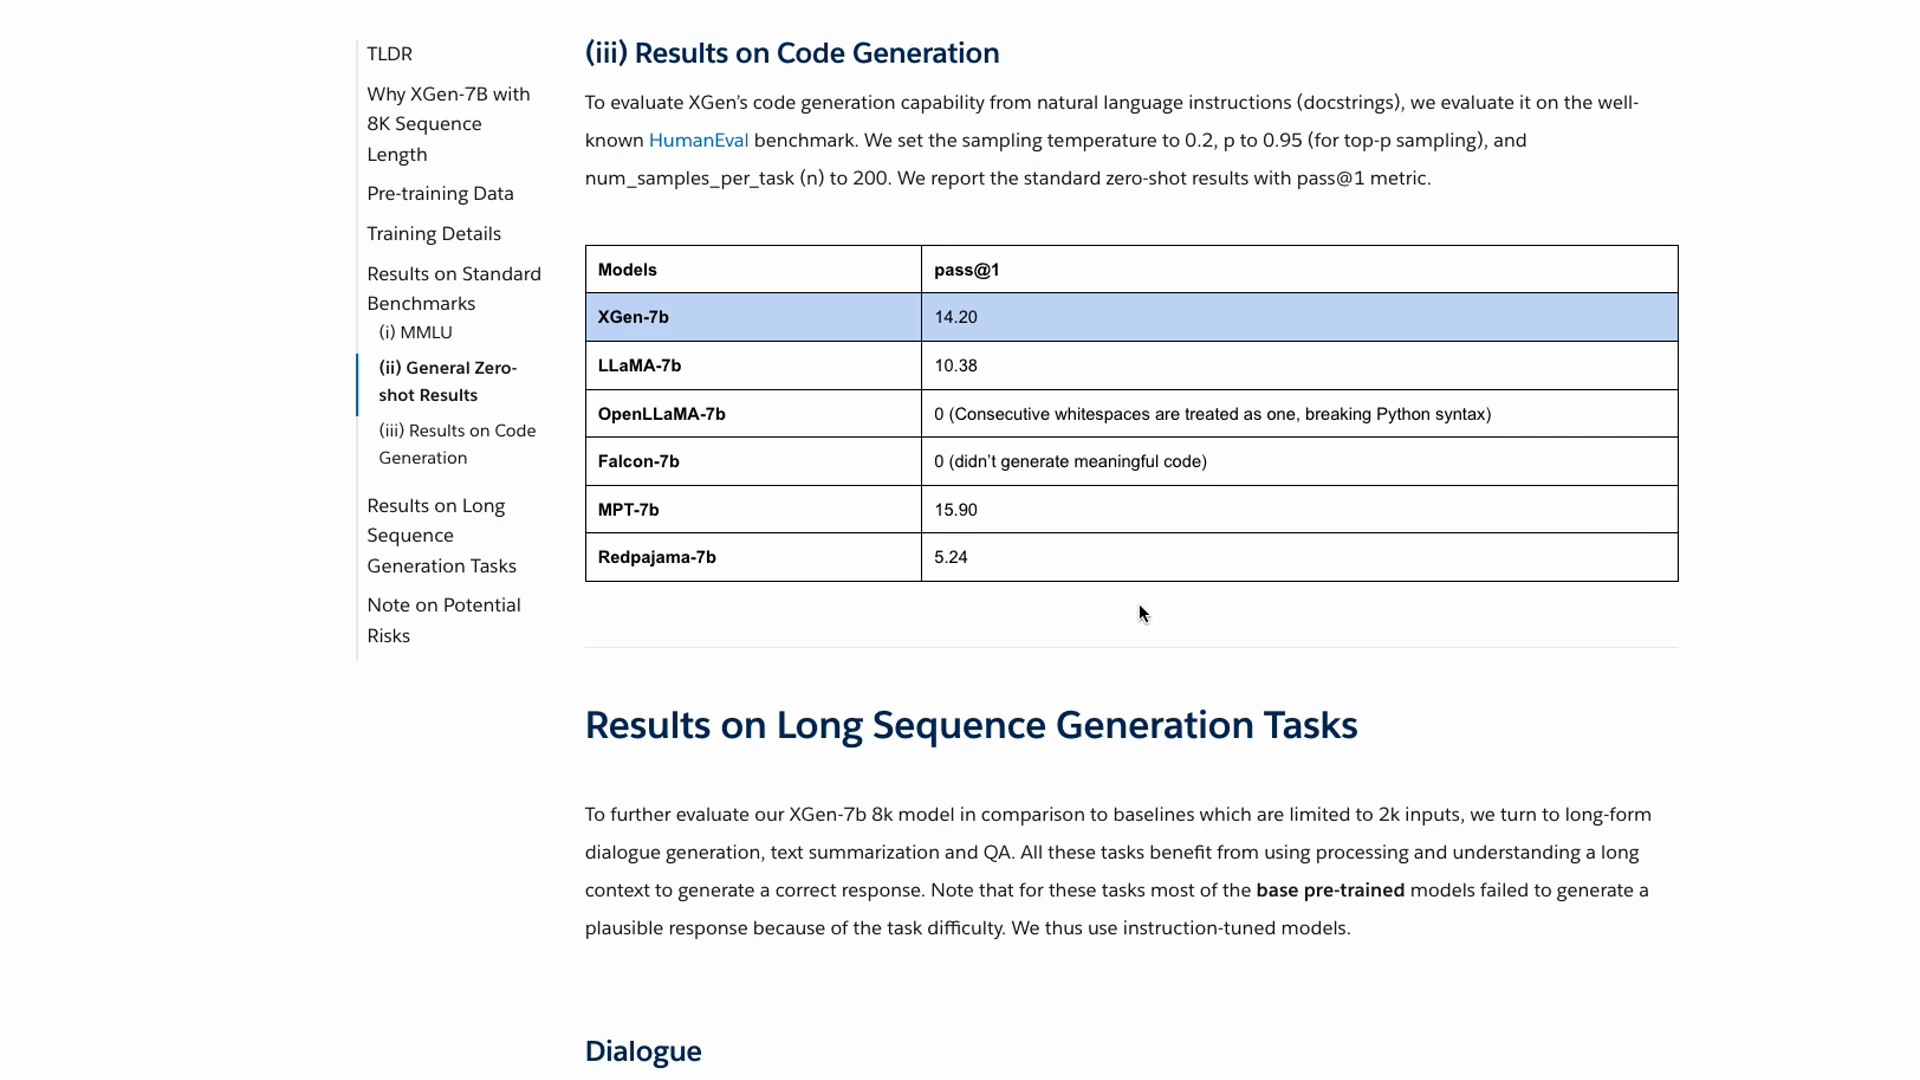 TLDR
Why XGen-7B with
8K Sequence
Length
Pre-training Data
Training Details
Results on Standard
Benchmarks
(i) MMLU
(ii) General Zero-
shot Results
(iii) Results on Code
Generation
Results on Long
Sequence
Generation Tasks
Note on Potential
Risks
(iii) Results on Code Generation
To evaluate XGen’s code generation capability from natural language instructions (docstrings), we evaluate it on the well-
known HumanEval benchmark. We set the sampling temperature to 0.2, p to 0.95 (for top-p sampling), and
num_samples_per_task (n) to 200. We report the standard zero-shot results with pass@1 metric.
Models pass@1
XGen-7b 14.20
LLaMA-7b 10.38
OpenLLaMA-7b 0 (Consecutive whitespaces are treated as one, breaking Python syntax)
Falcon-7b 0 (didn’t generate meaningful code)
MPT-7b 15.90
Redpajama-7b 5.24
Results on Long Sequence Generation Tasks
To further evaluate our XGen-7b 8k model in comparison to baselines which are limited to 2k inputs, we turn to long-form
dialogue generation, text summarization and QA. All these tasks benefit from using processing and understanding a long
context to generate a correct response. Note that for these tasks most of the base pre-trained models failed to generate a
plausible response because of the task difficulty. We thus use instruction-tuned models.
Dialogue